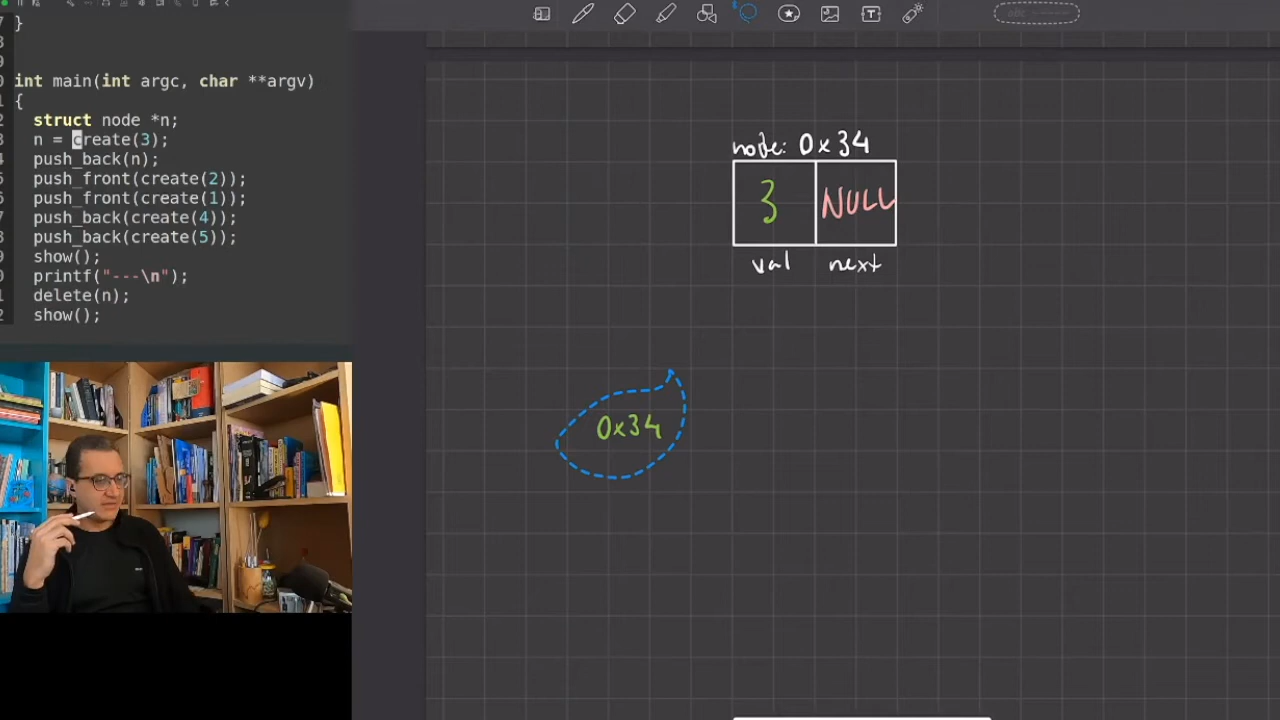 }
int main(int argc, char **argv)
{
struct node *n;
n = create(3);
push_back(n);
push_front(create(2));
push_front(create(1));
push_back(create(4));
push_back(create(5));
show();
printf("---\n");
delete(n);
show();
node: 0x34
3 NULL
val next
0x34